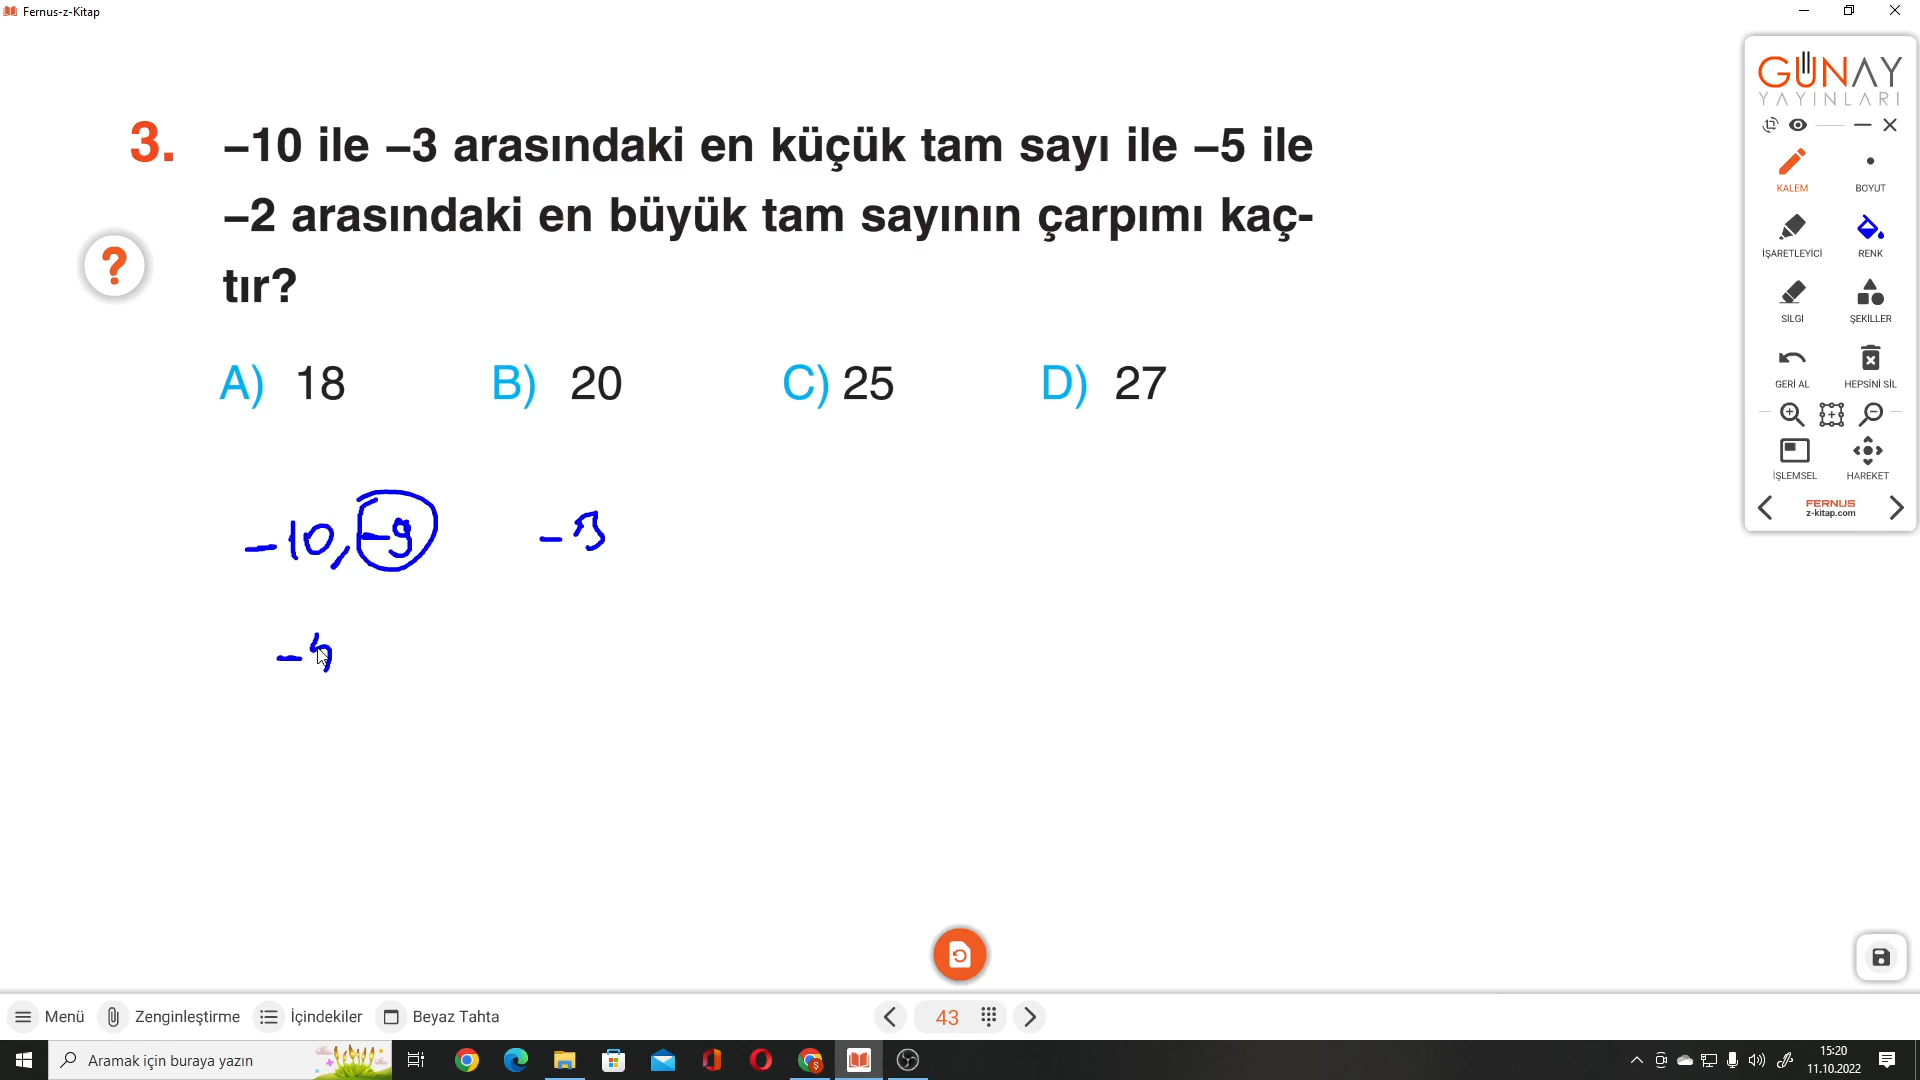 Fernus-z-Kitap
GÜNAY
YAYINLARI
3. –10 ile –3 arasındaki en küçük tam sayı ile –5 ile
–2 arasındaki en büyük tam sayının çarpımı kaç-
tır?
?
A) 18 B) 20 C) 25 D) 27
-10, -9 -3
KALEM BOYUT
İŞARETLEYİCİ RENK
SİLGİ ŞEKİLLER
GERİ AL HEPSİNİ SİL
İŞLEMSEL HAREKET
FERNUS
z-kitap.com
Menü Zenginleştirme İçindekiler Beyaz Tahta 43
Aramak için buraya yazın
15:20
11.10.2022